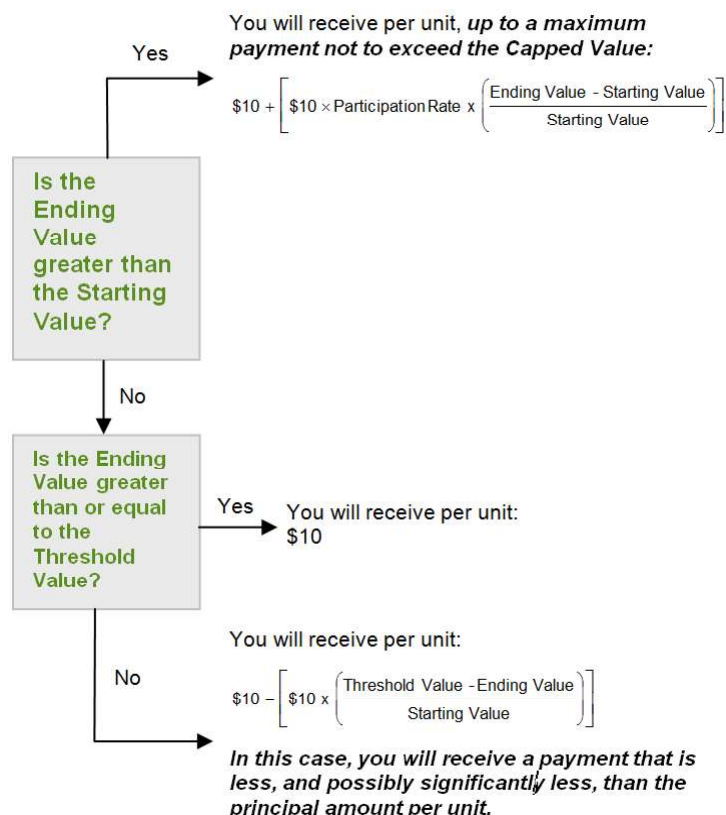 You will receive per unit, up to a maximum
payment not to exceed the Capped Value:
Yes
$10 + [ $10 × Participation Rate x ( Ending Value - Starting Value / Starting Value ) ]
Is the
Ending
Value
greater than
the Starting
Value?
No
Is the Ending
Value greater
than or equal
to the
Threshold
Value?
Yes
You will receive per unit:
$10
No
You will receive per unit:
$10 – [ $10 x ( Threshold Value - Ending Value / Starting Value ) ]
In this case, you will receive a payment that is
less, and possibly significantly less, than the
principal amount per unit.